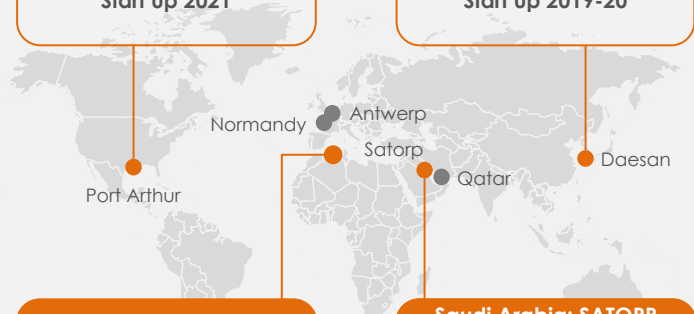 Start up 2021
Start up 2019-20
Antwerp
Normandy
Satorp
Daesan
Qatar
Port Arthur
Saudi Arabia: SATORP